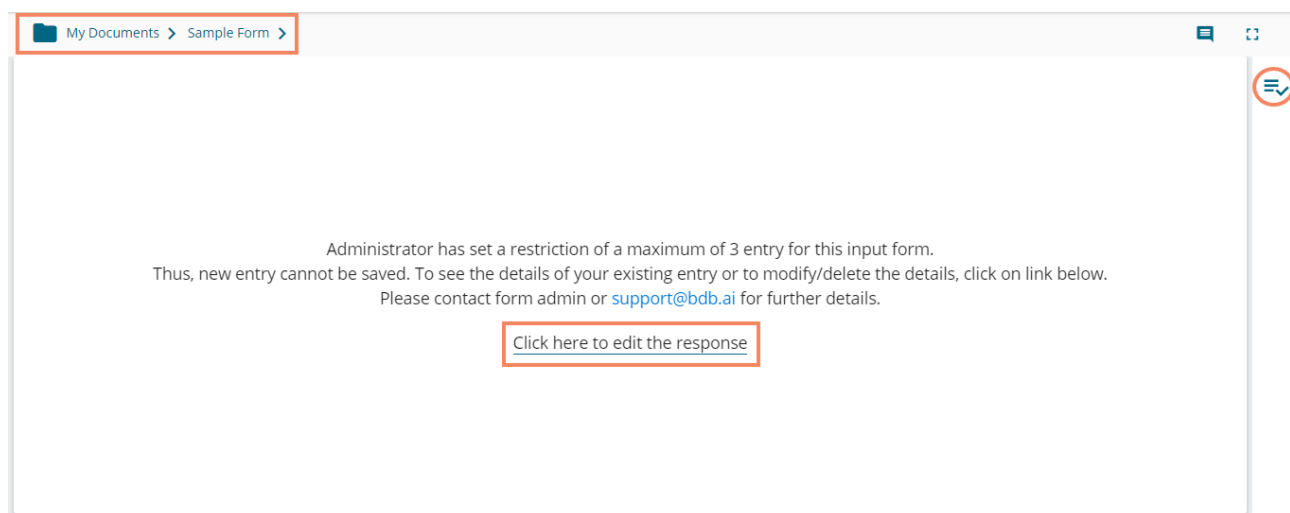 My Documents > Sample Form >
Administrator has set a restriction of a maximum of 3 entry for this input form.
Thus, new entry cannot be saved. To see the details of your existing entry or to modify/delete the details, click on link below.
Please contact form admin or support@bdb.ai for further details.
Click here to edit the response